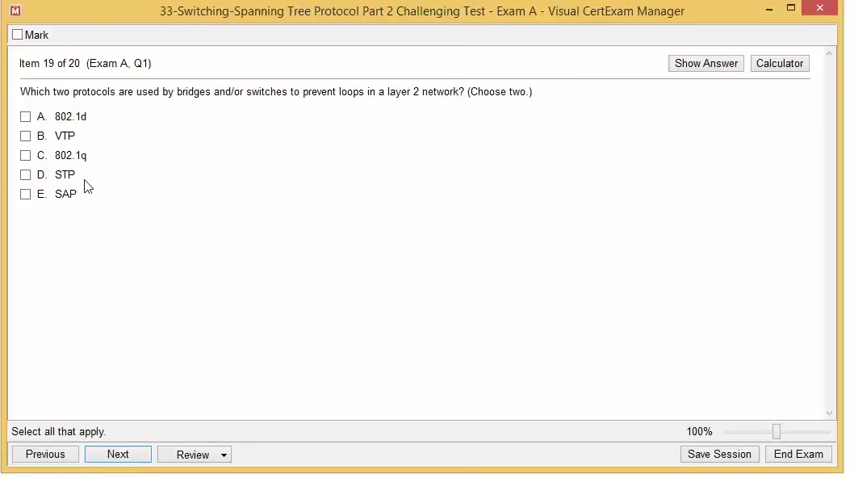 33-Switching-Spanning Tree Protocol Part 2 Challenging Test - Exam A - Visual CertExam Manager
Mark
Item 19 of 20 (Exam A, Q1)
Show Answer
Calculator
Which two protocols are used by bridges and/or switches to prevent loops in a layer 2 network? (Choose two.)
A. 802.1d
B. VTP
C. 802.1q
D. STP
E. SAP
Select all that apply.
100%
Previous
Next
Review
Save Session
End Exam